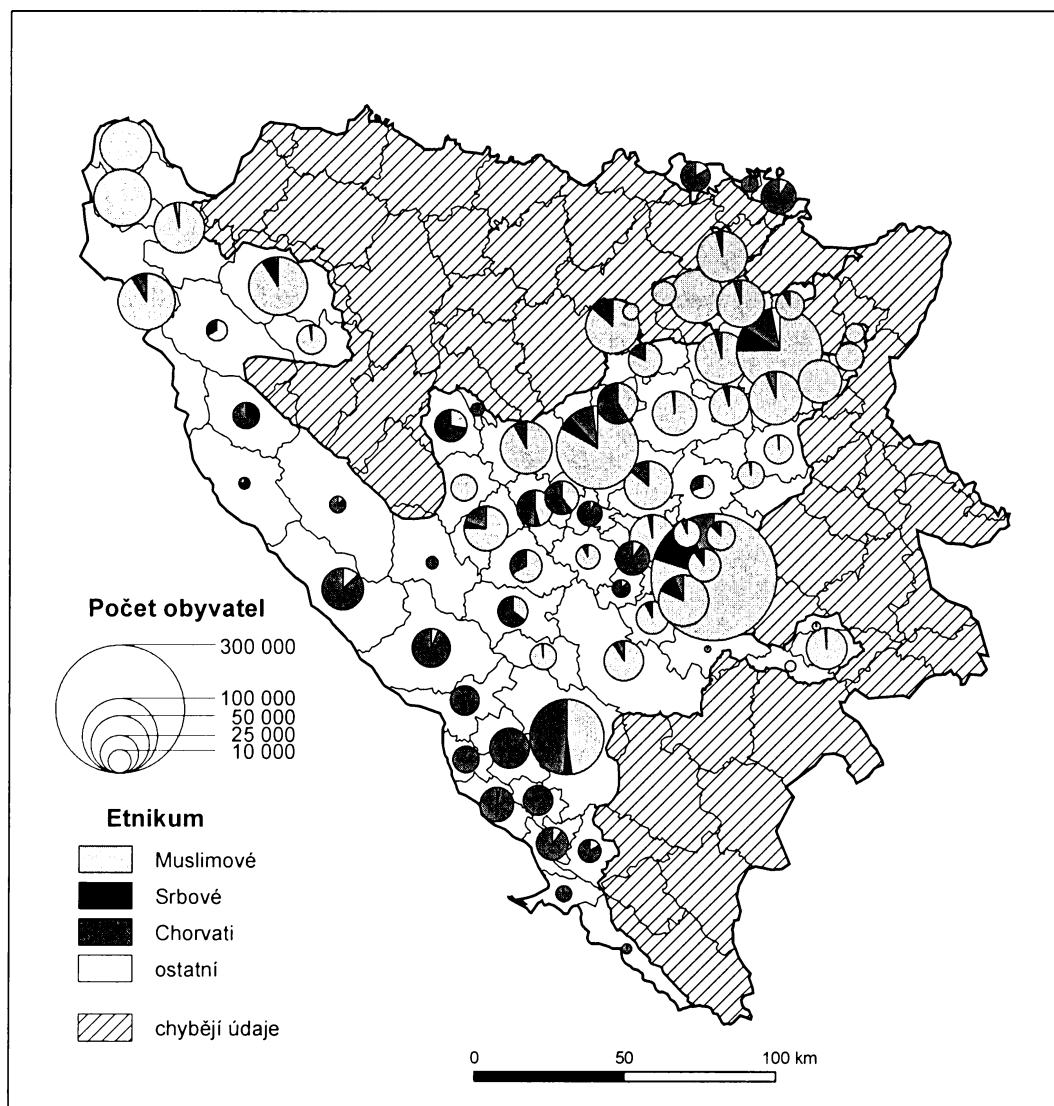 Počet obyvatel
300 000
100 000
50 000
25 000
10 000
Etnikum
Muslimové
Srbové
Chorvati
ostatní
chybějí údaje
0 50 100 km